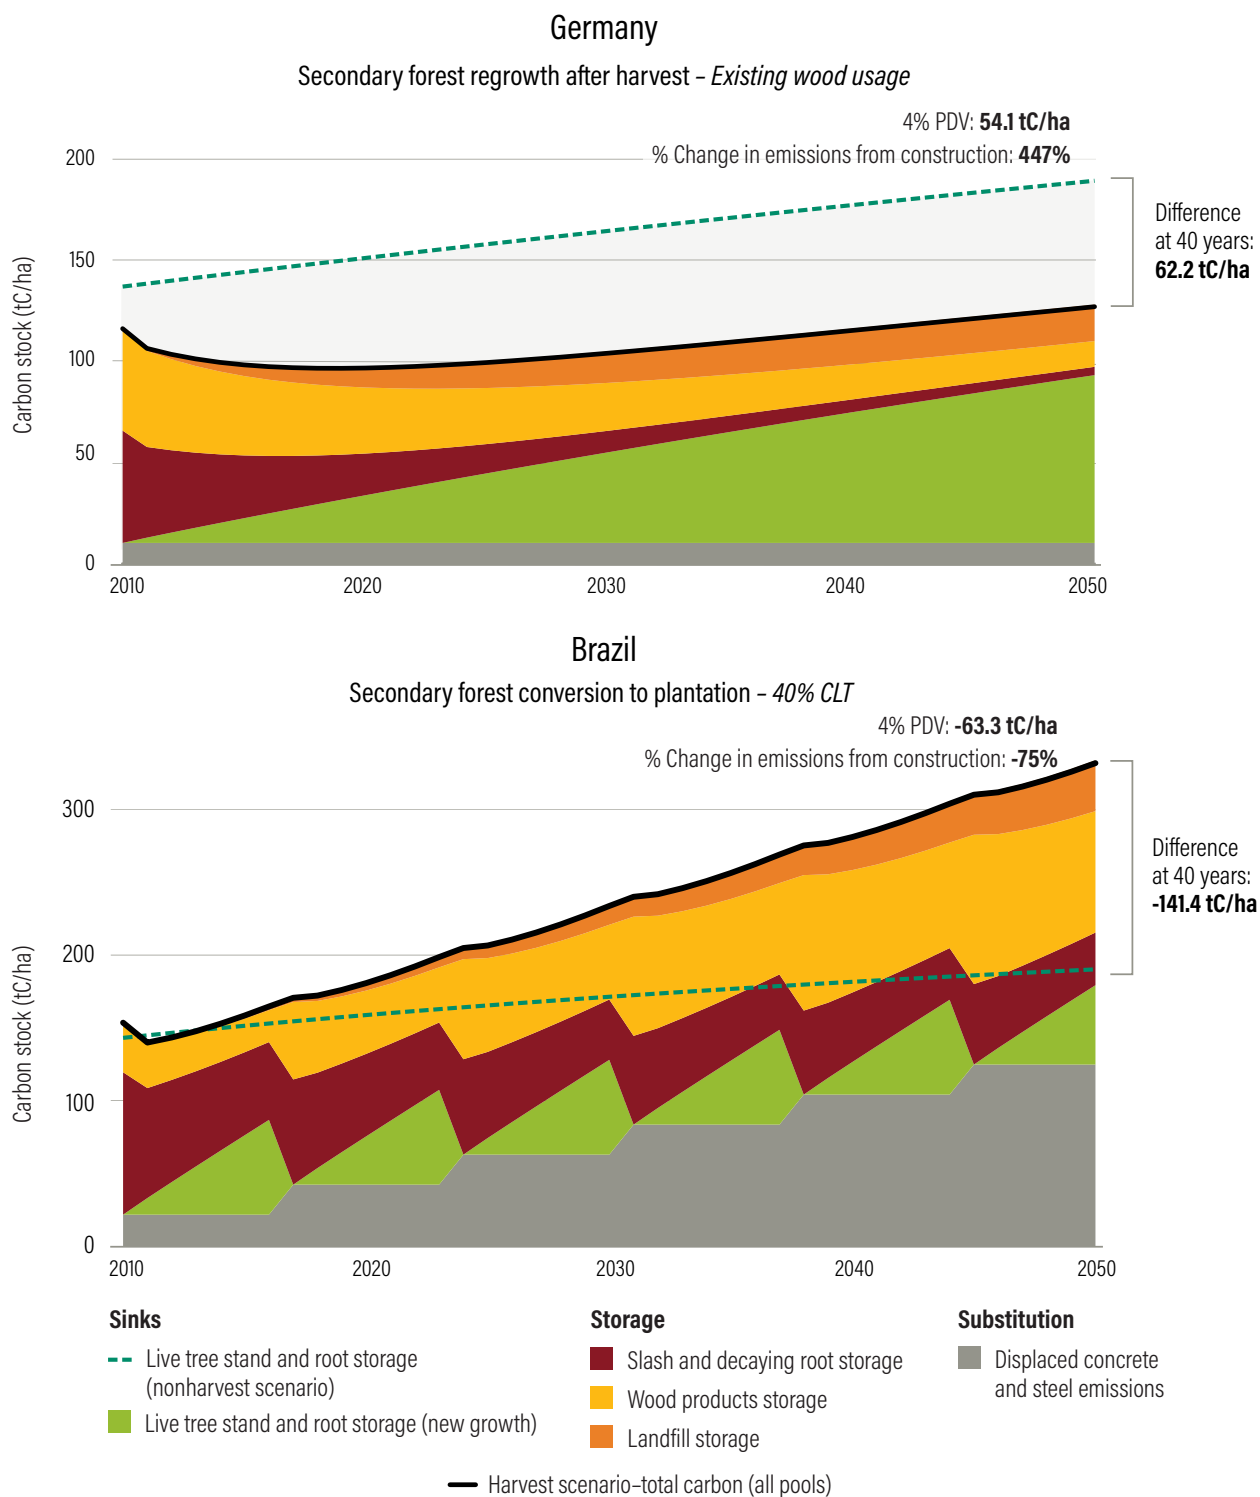 Germany
Secondary forest regrowth after harvest – Existing wood usage
4% PDV: 54.1 tC/ha
% Change in emissions from construction: 447%
200
150
100
50
0
Carbon stock (tC/ha)
2010 2020 2030 2040 2050
Difference
at 40 years:
62.2 tC/ha
Brazil
Secondary forest conversion to plantation – 40% CLT
4% PDV: -63.3 tC/ha
% Change in emissions from construction: -75%
300
200
100
0
Carbon stock (tC/ha)
2010 2020 2030 2040 2050
Difference
at 40 years:
-141.4 tC/ha
Sinks
Live tree stand and root storage
(nonharvest scenario)
Live tree stand and root storage (new growth)
Storage
Slash and decaying root storage
Wood products storage
Landfill storage
Substitution
Displaced concrete
and steel emissions
Harvest scenario–total carbon (all pools)